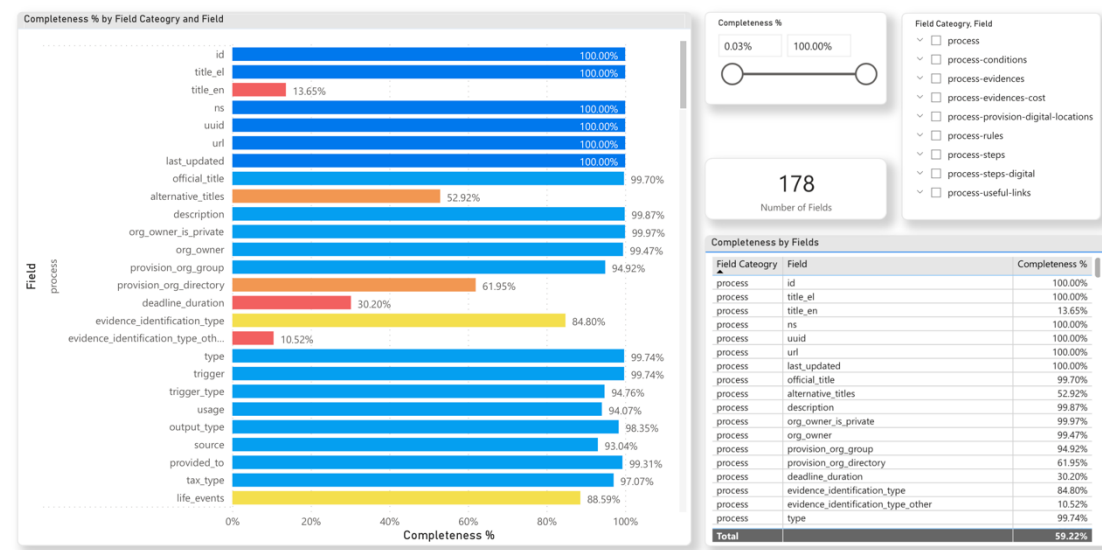 Completeness % by Field Cateogry and Field
id 100.00%
title_el 100.00%
title_en 13.65%
ns 100.00%
uuid 100.00%
url 100.00%
last_updated 100.00%
official_title 99.70%
alternative_titles 52.92%
description 99.87%
org_owner_is_private 99.97%
org_owner 99.47%
provision_org_group 94.92%
provision_org_directory 61.95%
deadline_duration 30.20%
evidence_identification_type 84.80%
evidence_identification_type_oth... 10.52%
type 99.74%
trigger 99.74%
trigger_type 94.76%
usage 94.07%
output_type 98.35%
source 93.04%
provided_to 99.31%
tax_type 97.07%
life_events 88.59%
Field
process
0% 20% 40% 60% 80% 100%
Completeness %
Completeness %
0.03% 100.00%
178
Number of Fields
Field Cateogry, Field
process
process-conditions
process-evidences
process-evidences-cost
process-provision-digital-locations
process-rules
process-steps
process-steps-digital
process-useful-links
Completeness by Fields
Field Cateogry Field Completeness %
process id 100.00%
process title_el 100.00%
process title_en 13.65%
process ns 100.00%
process uuid 100.00%
process url 100.00%
process last_updated 100.00%
process official_title 99.70%
process alternative_titles 52.92%
process description 99.87%
process org_owner_is_private 99.97%
process org_owner 99.47%
process provision_org_group 94.92%
process provision_org_directory 61.95%
process deadline_duration 30.20%
process evidence_identification_type 84.80%
process evidence_identification_type_other 10.52%
process type 99.74%
Total 59.22%